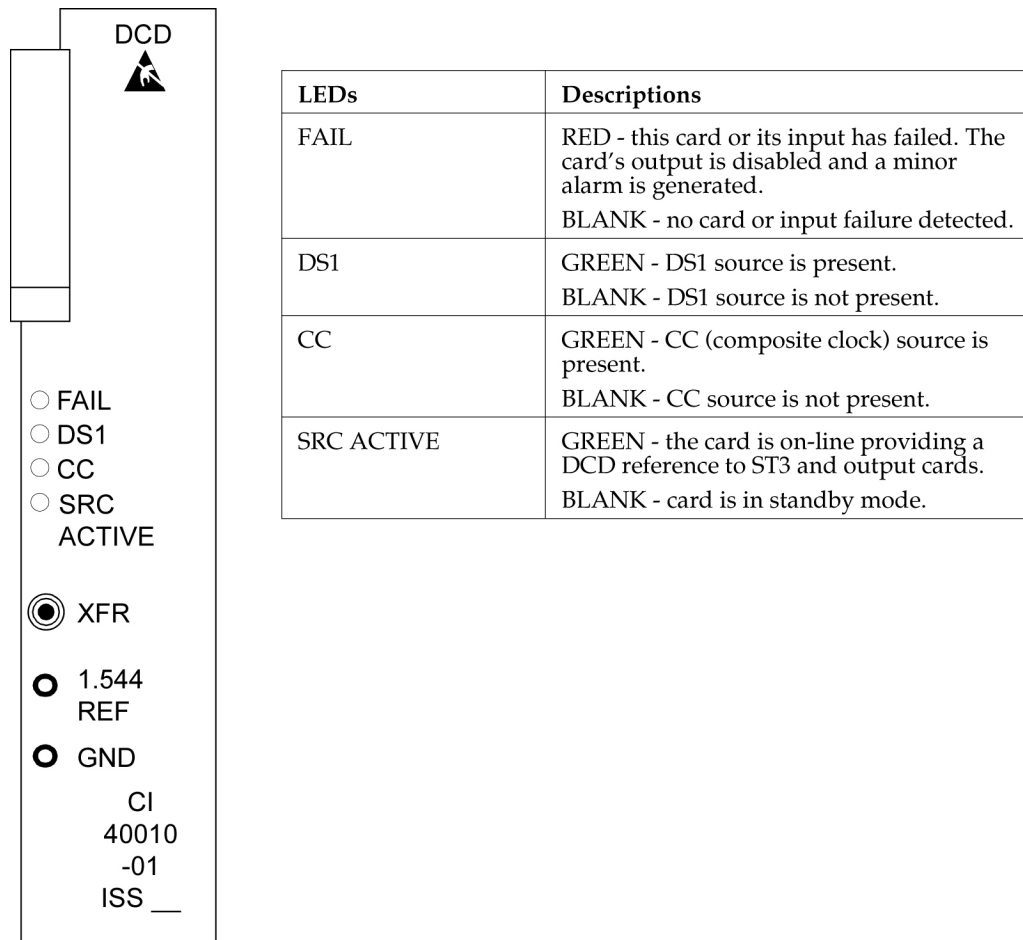 DCD
FAIL
DS1
CC
SRC
ACTIVE
XFR
1.544
REF
GND
CI
40010
-01
ISS __
LEDs Descriptions
FAIL RED - this card or its input has failed. The
card's output is disabled and a minor
alarm is generated.
BLANK - no card or input failure detected.
DS1 GREEN - DS1 source is present.
BLANK - DS1 source is not present.
CC GREEN - CC (composite clock) source is
present.
BLANK - CC source is not present.
SRC ACTIVE GREEN - the card is on-line providing a
DCD reference to ST3 and output cards.
BLANK - card is in standby mode.